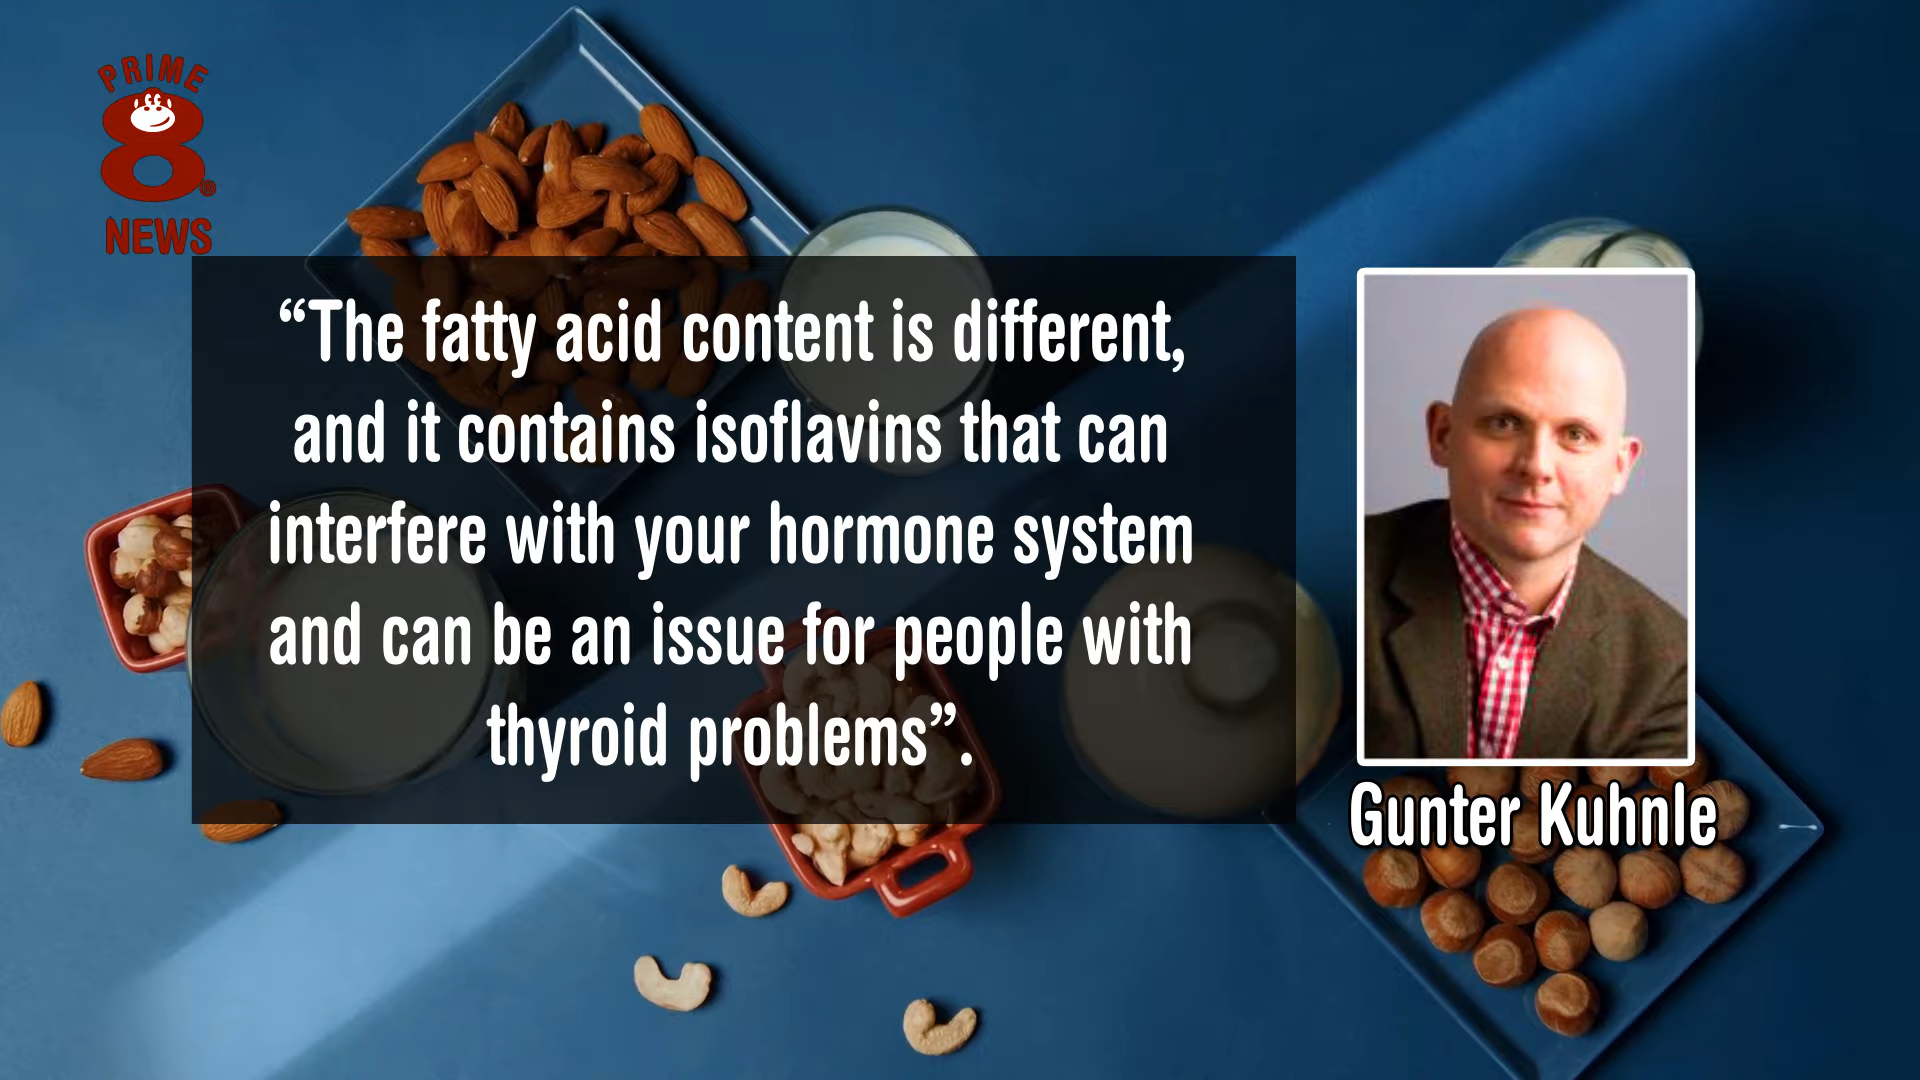 PRIME
8
NEWS
“The fatty acid content is different,
and it contains isoflavins that can
interfere with your hormone system
and can be an issue for people with
thyroid problems”.
Gunter Kuhnle